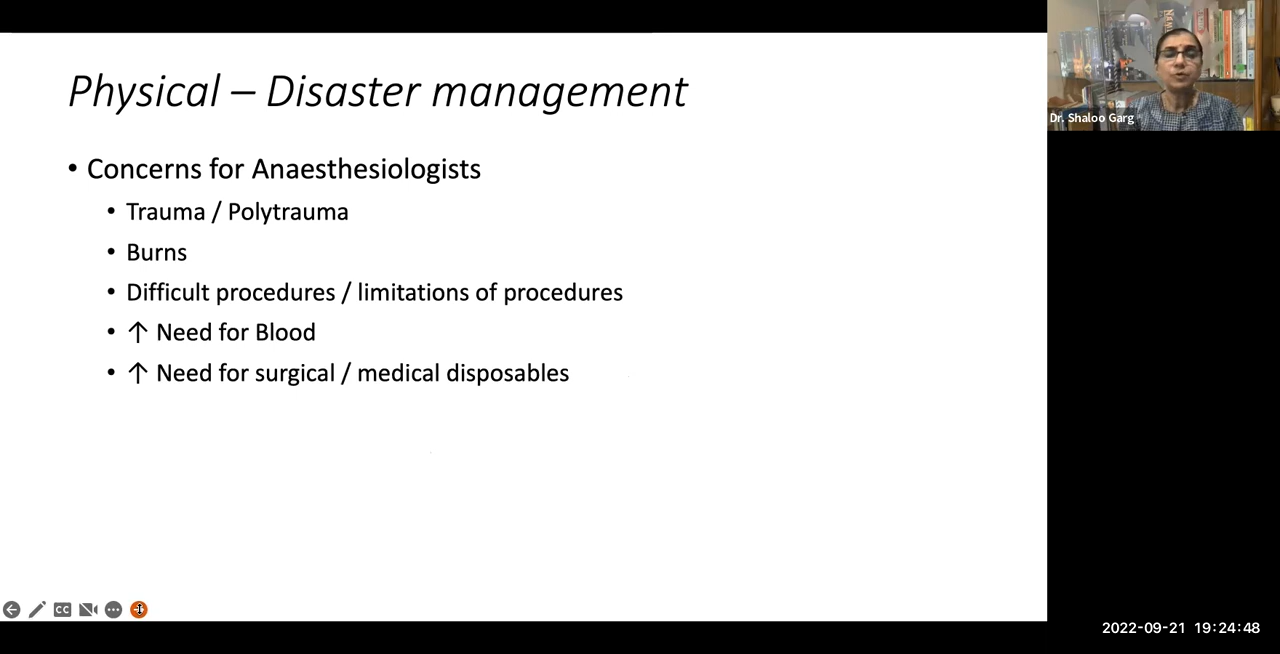 Physical – Disaster management
• Concerns for Anaesthesiologists
• Trauma / Polytrauma
• Burns
• Difficult procedures / limitations of procedures
• ↑ Need for Blood
• ↑ Need for surgical / medical disposables
Dr. Shaloo Garg
CC
2022-09-21 19:24:48